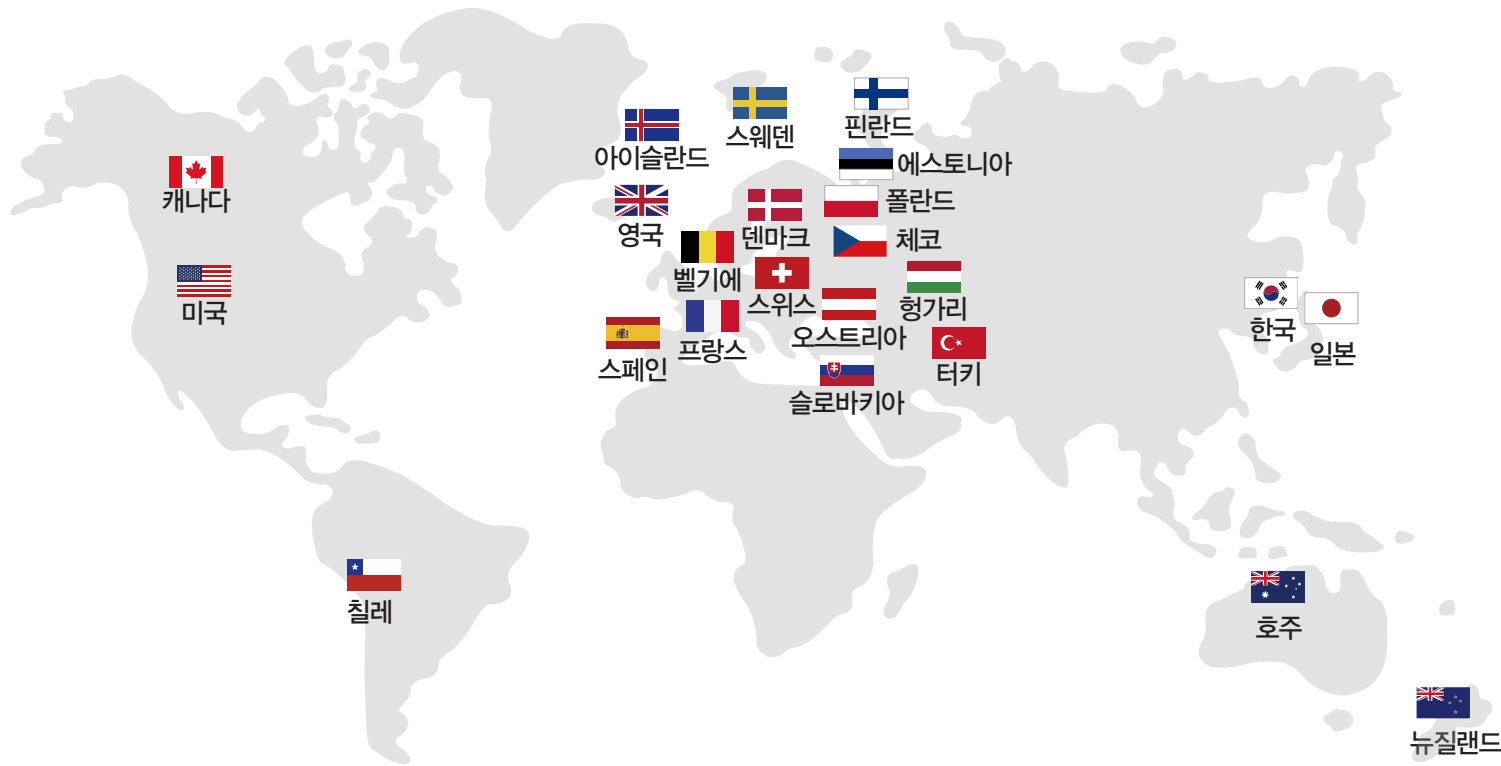 스웨덴
핀란드
아이슬란드
에스토니아
캐나다
폴란드
영국
덴마크
체코
벨기에
스위스
헝가리
미국
오스트리아
한국
프랑스
일본
스페인
터키
슬로바키아
칠레
호주
뉴질랜드